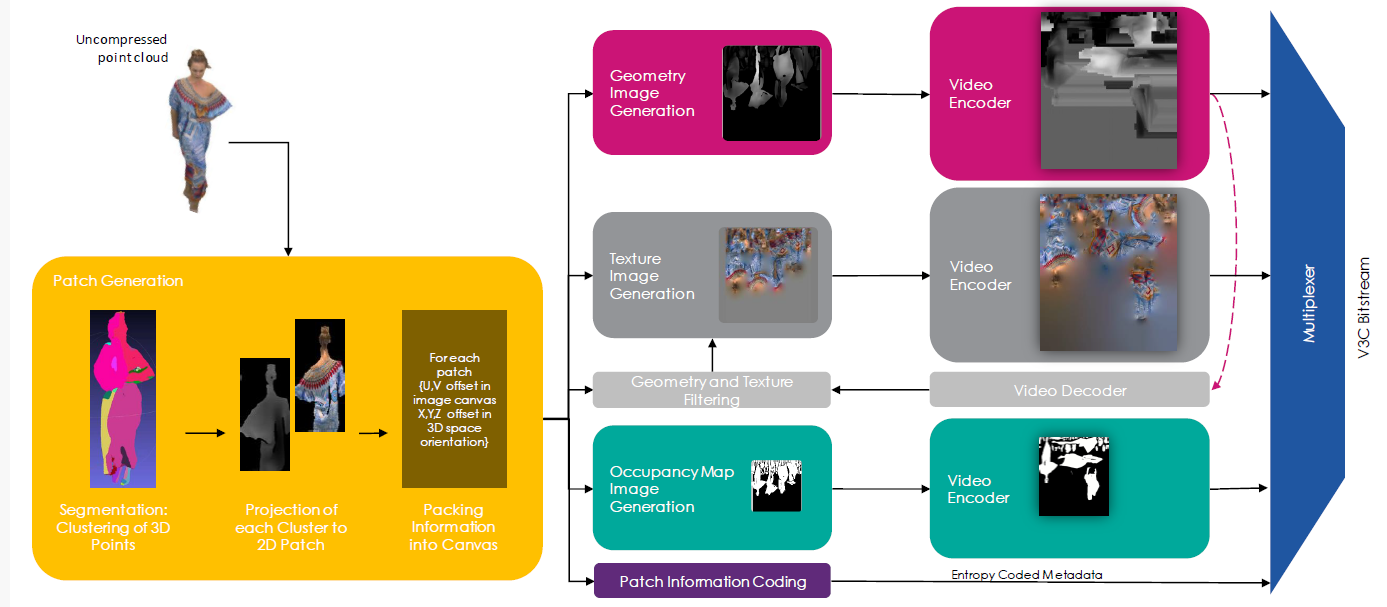 Uncompressed
point cloud
Patch Generation
Segmentation:
Clustering of 3D
Points
Projection of
each Cluster to
2D Patch
For each
patch
{U,V offset in
image canvas
X,Y,Z offset in
3D space
orientation}
Packing
Information
into Canvas
Geometry
Image
Generation
Video
Encoder
Texture
Image
Generation
Video
Encoder
Geometry and Texture
Filtering
Video Decoder
Occupancy Map
Image
Generation
Video
Encoder
Patch Information Coding
Entropy Coded Metadata
Multiplexer
V3C Bitstream